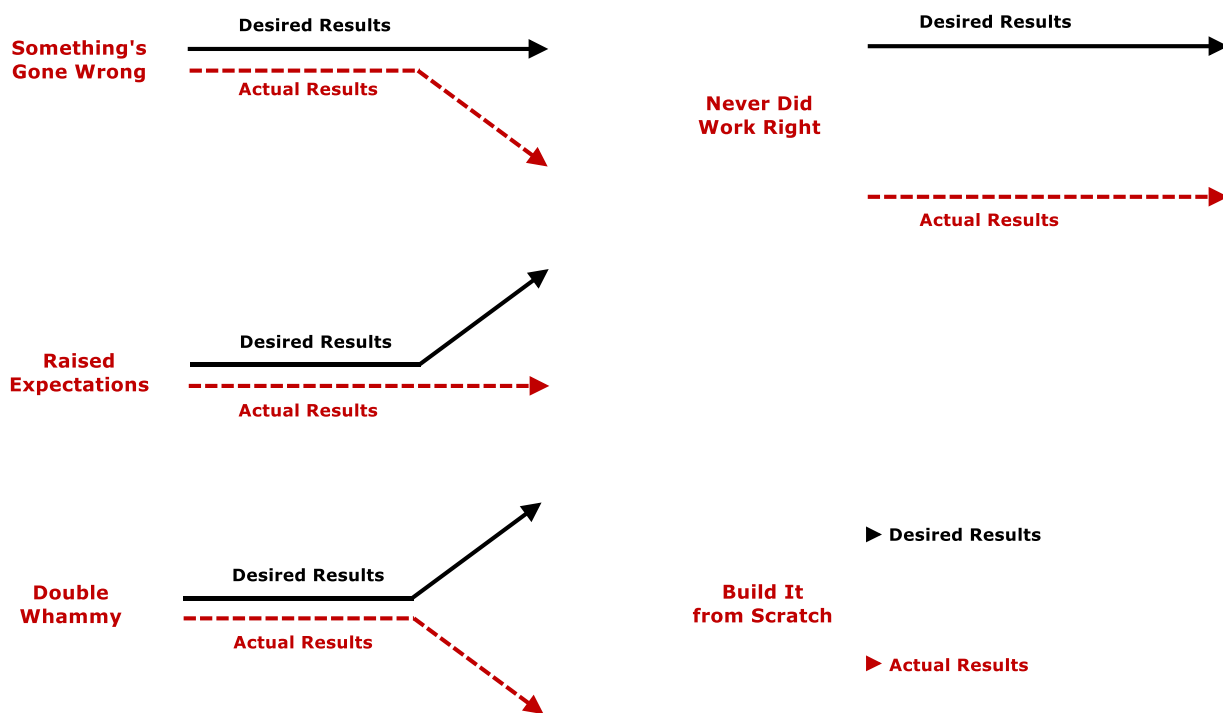 Desired Results
Something's
Gone Wrong
Actual Results
Desired Results
Never Did
Work Right
Actual Results
Desired Results
Raised
Expectations
Actual Results
Desired Results
Double
Whammy
Actual Results
Desired Results
Build It
from Scratch
Actual Results